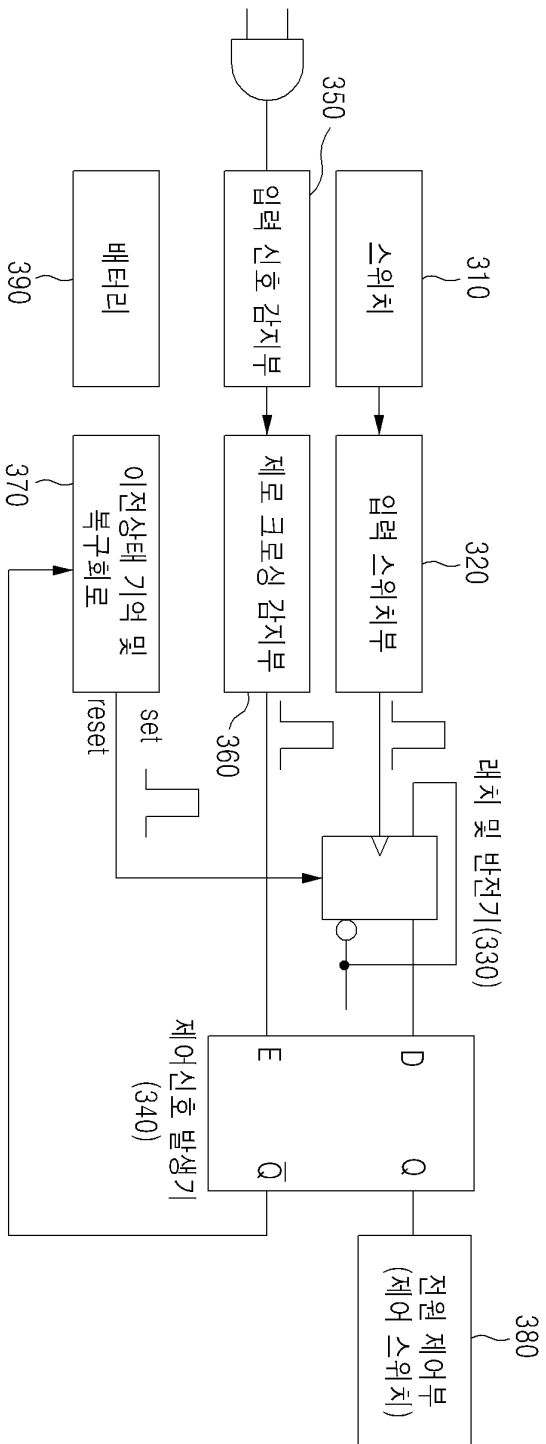 310
스위치
320
입력 스위치부
래치 및 반전기(330)
350
입력 신호 감지부
제로 크로싱 감지부
360
390
배터리
370
이전상태 기억 및
복구회로
set
reset
D
Q
E
Q̅
제어신호 발생기
(340)
380
전원 제어부
(제어 스위치)